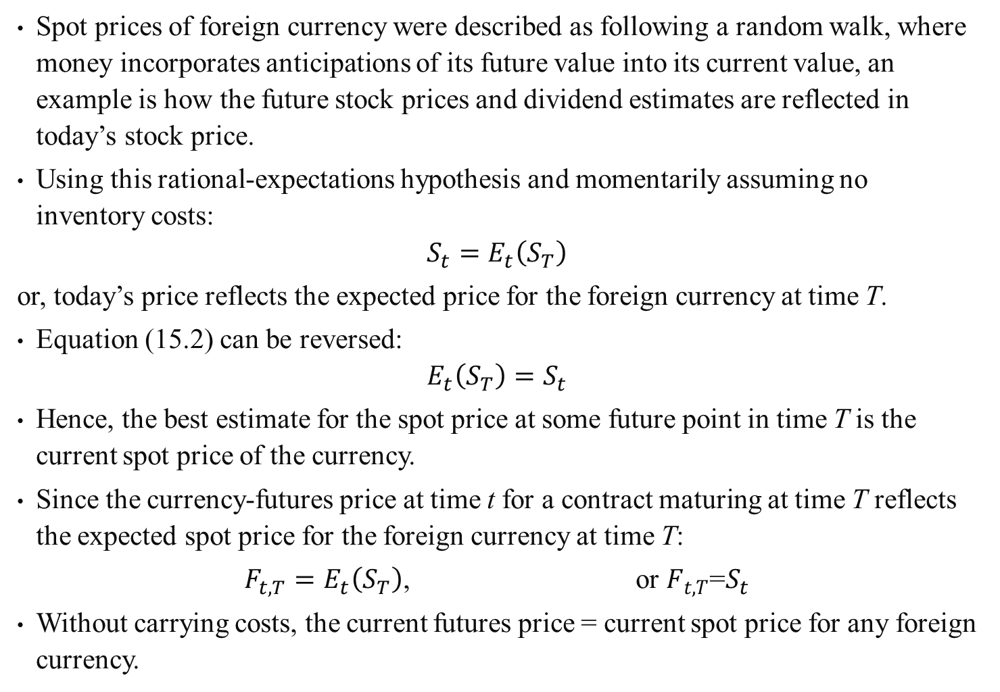 • Spot prices of foreign currency were described as following a random walk, where
money incorporates anticipations of its future value into its current value, an
example is how the future stock prices and dividend estimates are reflected in
today’s stock price.
• Using this rational-expectations hypothesis and momentarily assuming no
inventory costs:
S_t = E_t(S_T)
or, today’s price reflects the expected price for the foreign currency at time T.
• Equation (15.2) can be reversed:
E_t(S_T) = S_t
• Hence, the best estimate for the spot price at some future point in time T is the
current spot price of the currency.
• Since the currency-futures price at time t for a contract maturing at time T reflects
the expected spot price for the foreign currency at time T:
F_{t,T} = E_t(S_T), or F_{t,T}=S_t
• Without carrying costs, the current futures price = current spot price for any foreign
currency.